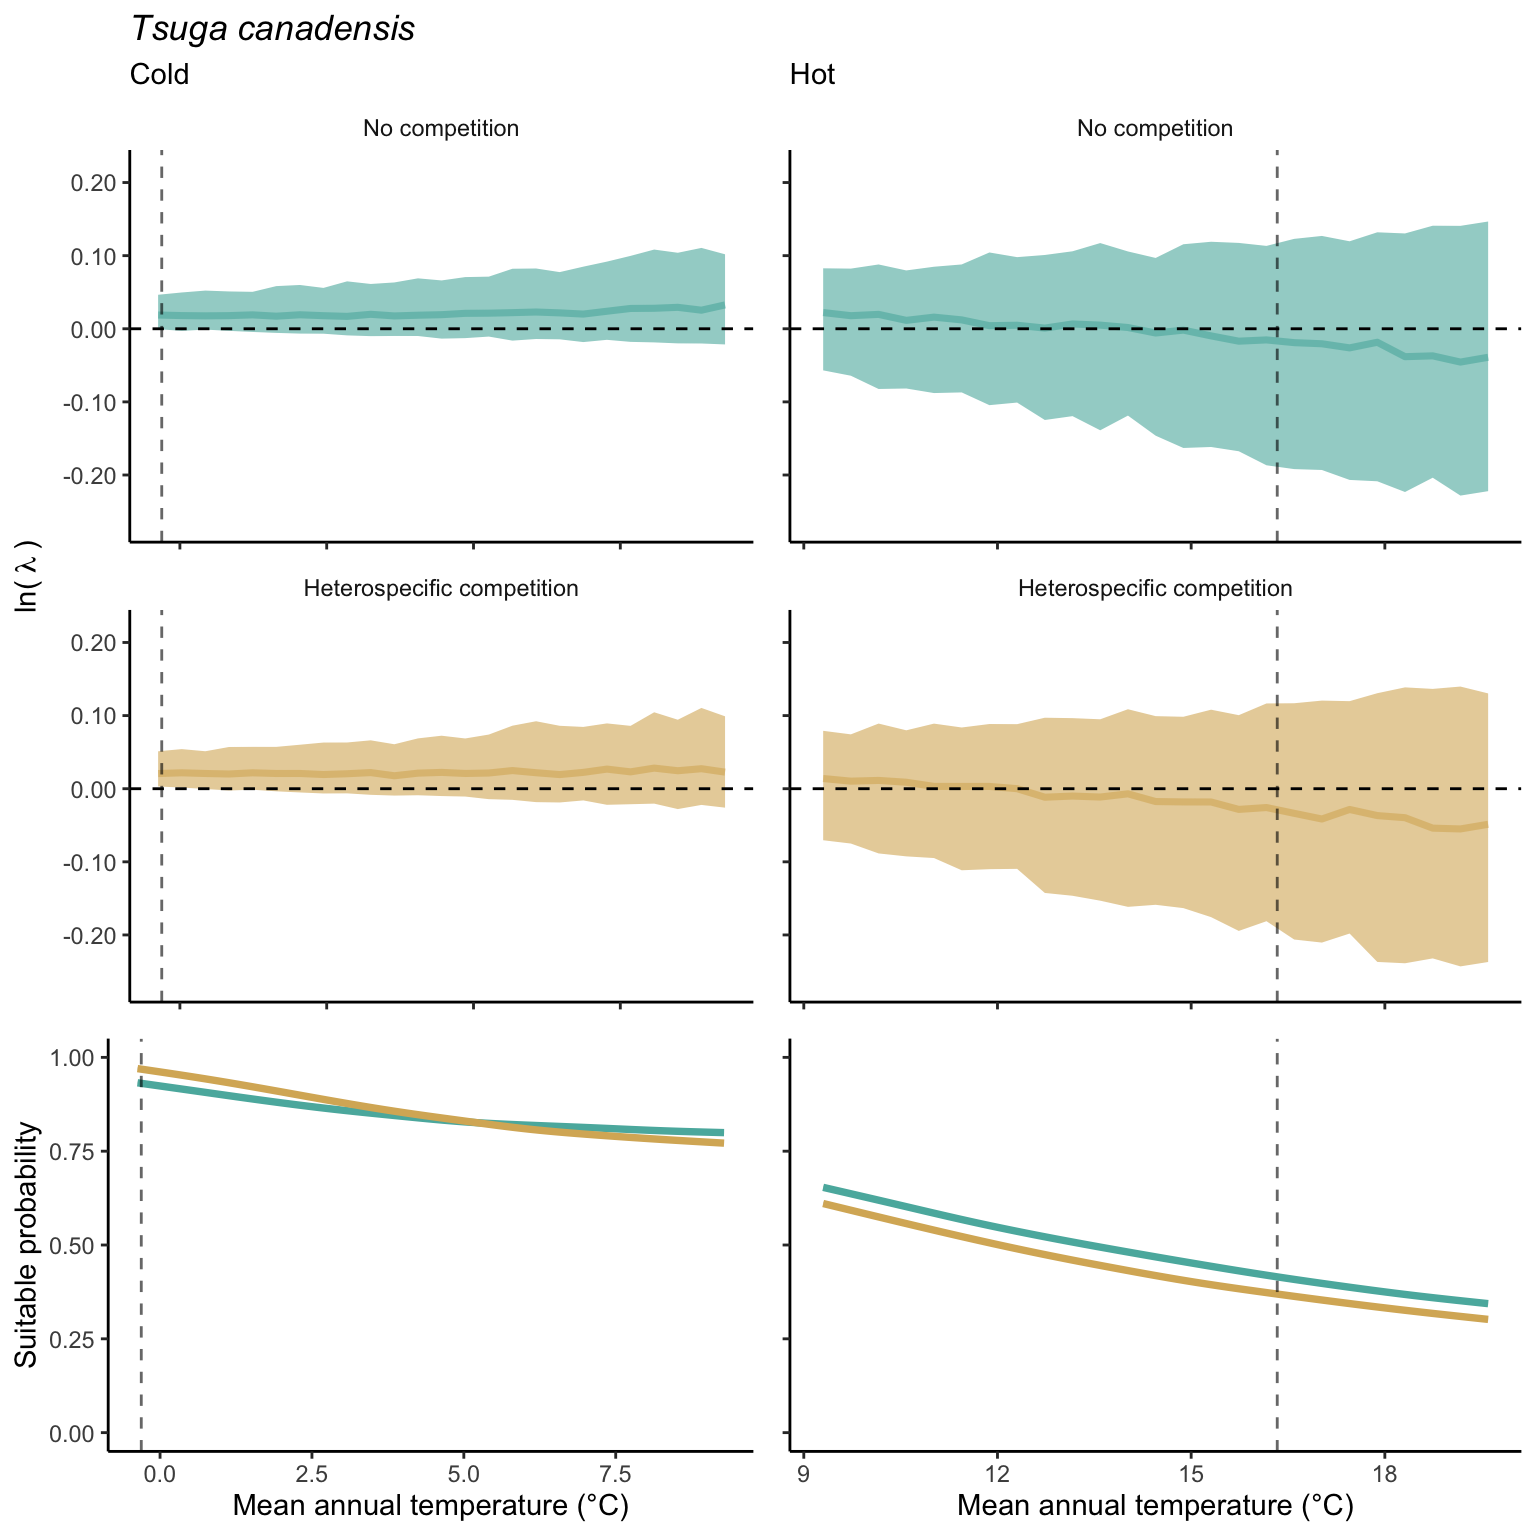 Tsuga canadensis
Cold
Hot
No competition
No competition
0.20
0.10
0.00
-0.10
-0.20
ln( λ )
Heterospecific competition
Heterospecific competition
0.20
0.10
0.00
-0.10
-0.20
1.00
0.75
0.50
0.25
0.00
Suitable probability
0.0 2.5 5.0 7.5
9 12 15 18
Mean annual temperature (°C)
Mean annual temperature (°C)